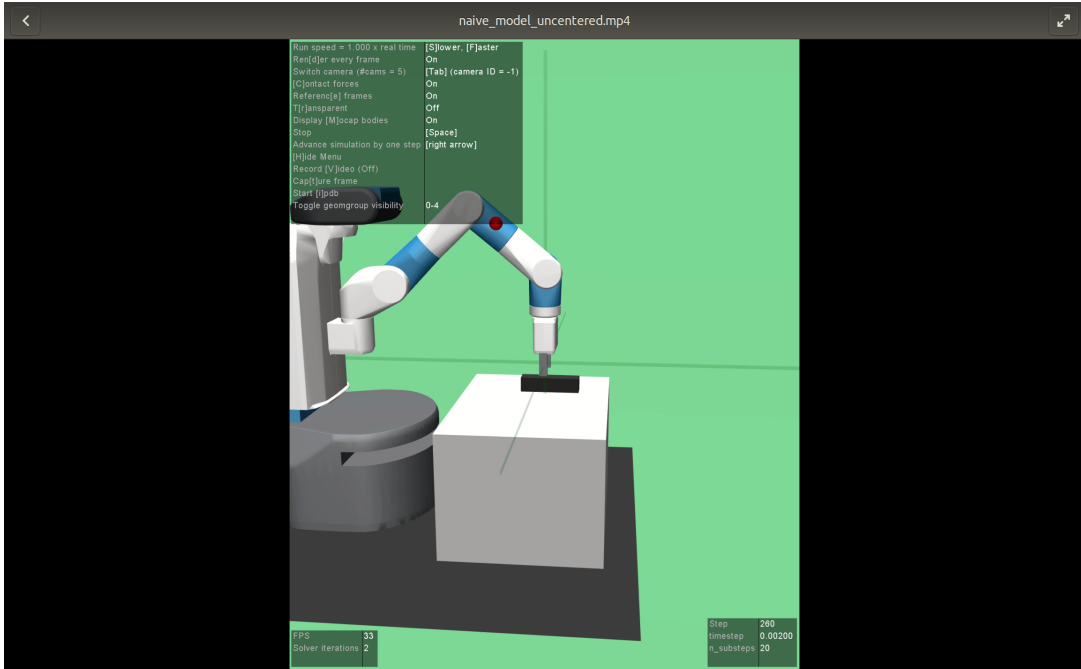 naive_model_uncentered.mp4
Run speed = 1.000 x real time [S]lower, [F]aster
Ren[d]er every frame On
Switch camera (#cams = 5) [Tab] (camera ID = -1)
[C]ontact forces On
Referenc[e] frames On
T[r]ansparent Off
Display [M]ocap bodies On
Stop [Space]
Advance simulation by one step [right arrow]
[H]ide Menu
Record [V]ideo (Off)
Cap[t]ure frame
Start [i]pdb
Toggle geomgroup visibility 0-4
FPS 33
Solver iterations 2
Step 260
timestep 0.00200
n_substeps 20